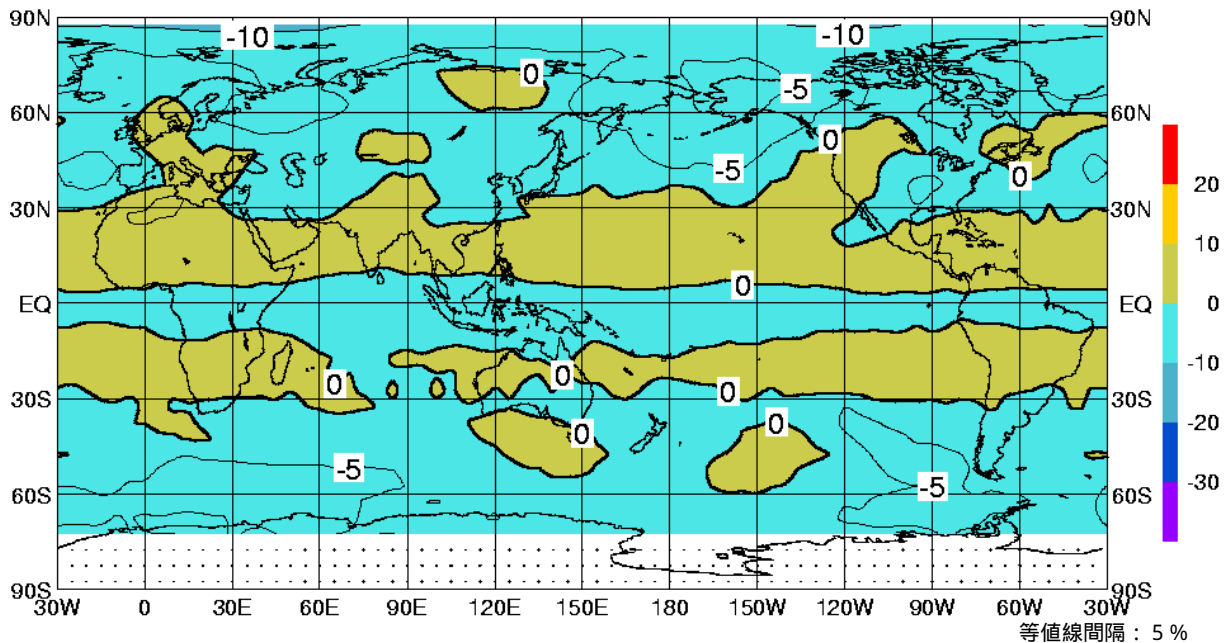 90N 90N
-10 -10
0 -5
60N 60N
0 -5 0
20
30N 30N
10
0
EQ EQ 0
-10
0 0 0
30S 30S -20
0 0
-5 -5 -30
60S 60S
90S 90S
30W 0 30E 60E 90E 120E 150E 180 150W 120W 90W 60W 30W
等値線間隔： 5 %